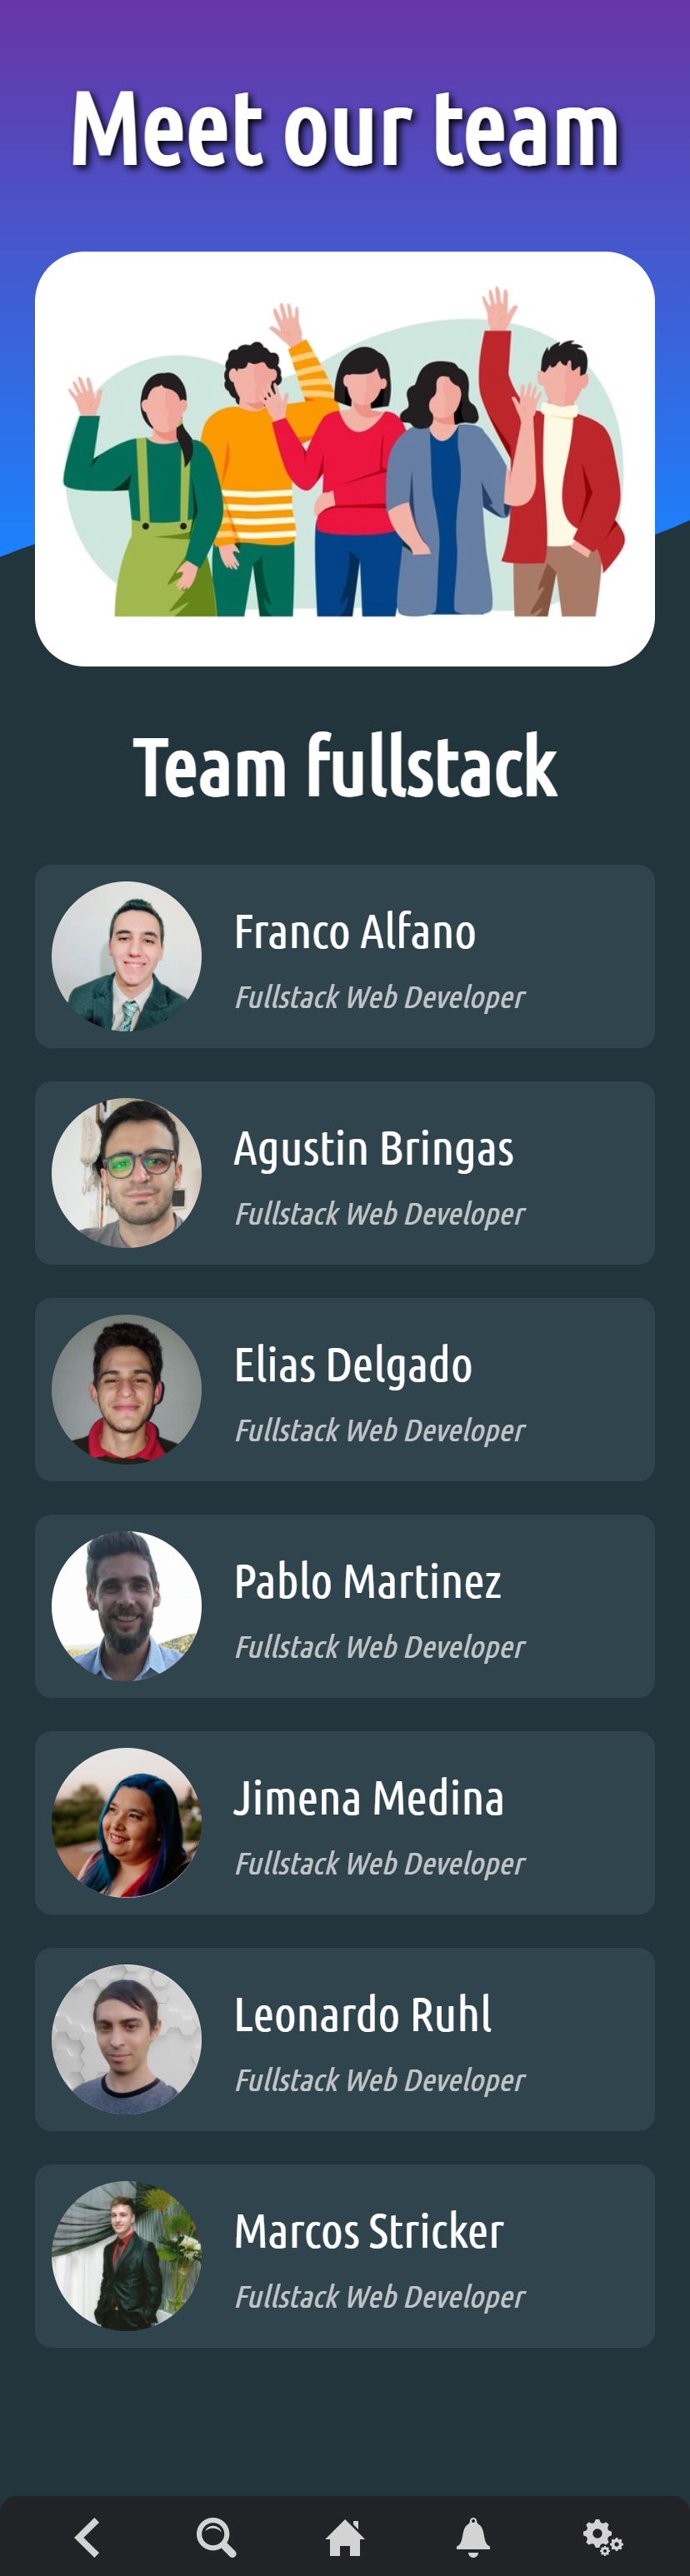 Meet our team
Team fullstack
Franco Alfano
Fullstack Web Developer
Agustin Bringas
Fullstack Web Developer
Elias Delgado
Fullstack Web Developer
Pablo Martinez
Fullstack Web Developer
Jimena Medina
Fullstack Web Developer
Leonardo Ruhl
Fullstack Web Developer
Marcos Stricker
Fullstack Web Developer